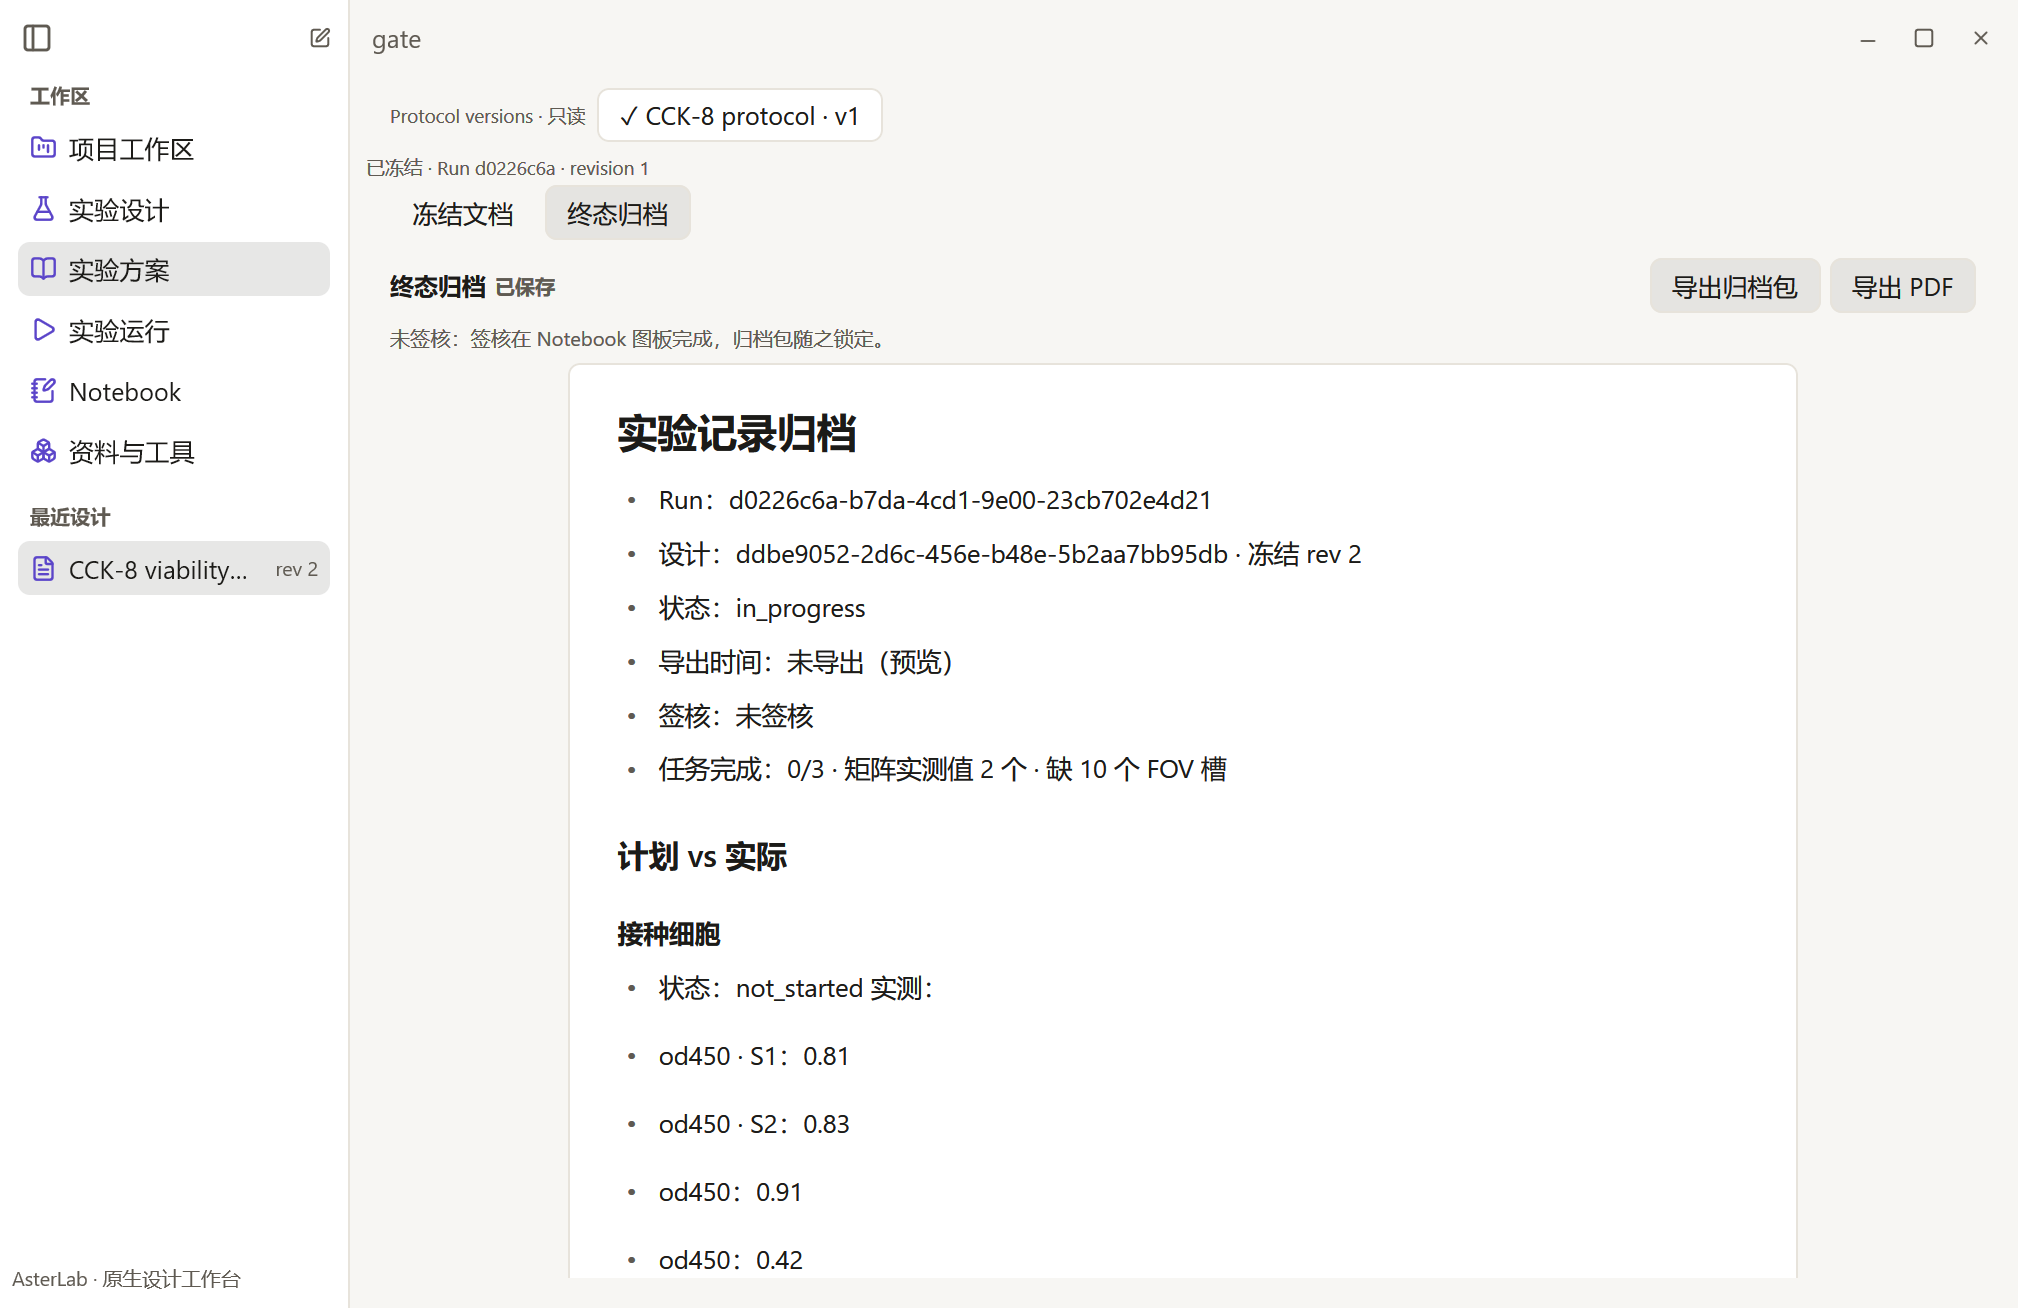 gate
工作区
项目工作区
实验设计
实验方案
实验运行
Notebook
资料与工具
最近设计
CCK-8 viability... rev 2
AsterLab · 原生设计工作台
Protocol versions · 只读 ✓ CCK-8 protocol · v1
已冻结 · Run d0226c6a · revision 1
冻结文档 终态归档
终态归档 已保存 导出归档包 导出 PDF
未签核：签核在 Notebook 图板完成，归档包随之锁定。
实验记录归档
• Run：d0226c6a-b7da-4cd1-9e00-23cb702e4d21
• 设计：ddbe9052-2d6c-456e-b48e-5b2aa7bb95db · 冻结 rev 2
• 状态：in_progress
• 导出时间：未导出（预览）
• 签核：未签核
• 任务完成：0/3 · 矩阵实测值 2 个 · 缺 10 个 FOV 槽
计划 vs 实际
接种细胞
• 状态：not_started 实测：
• od450 · S1：0.81
• od450 · S2：0.83
• od450：0.91
• od450：0.42